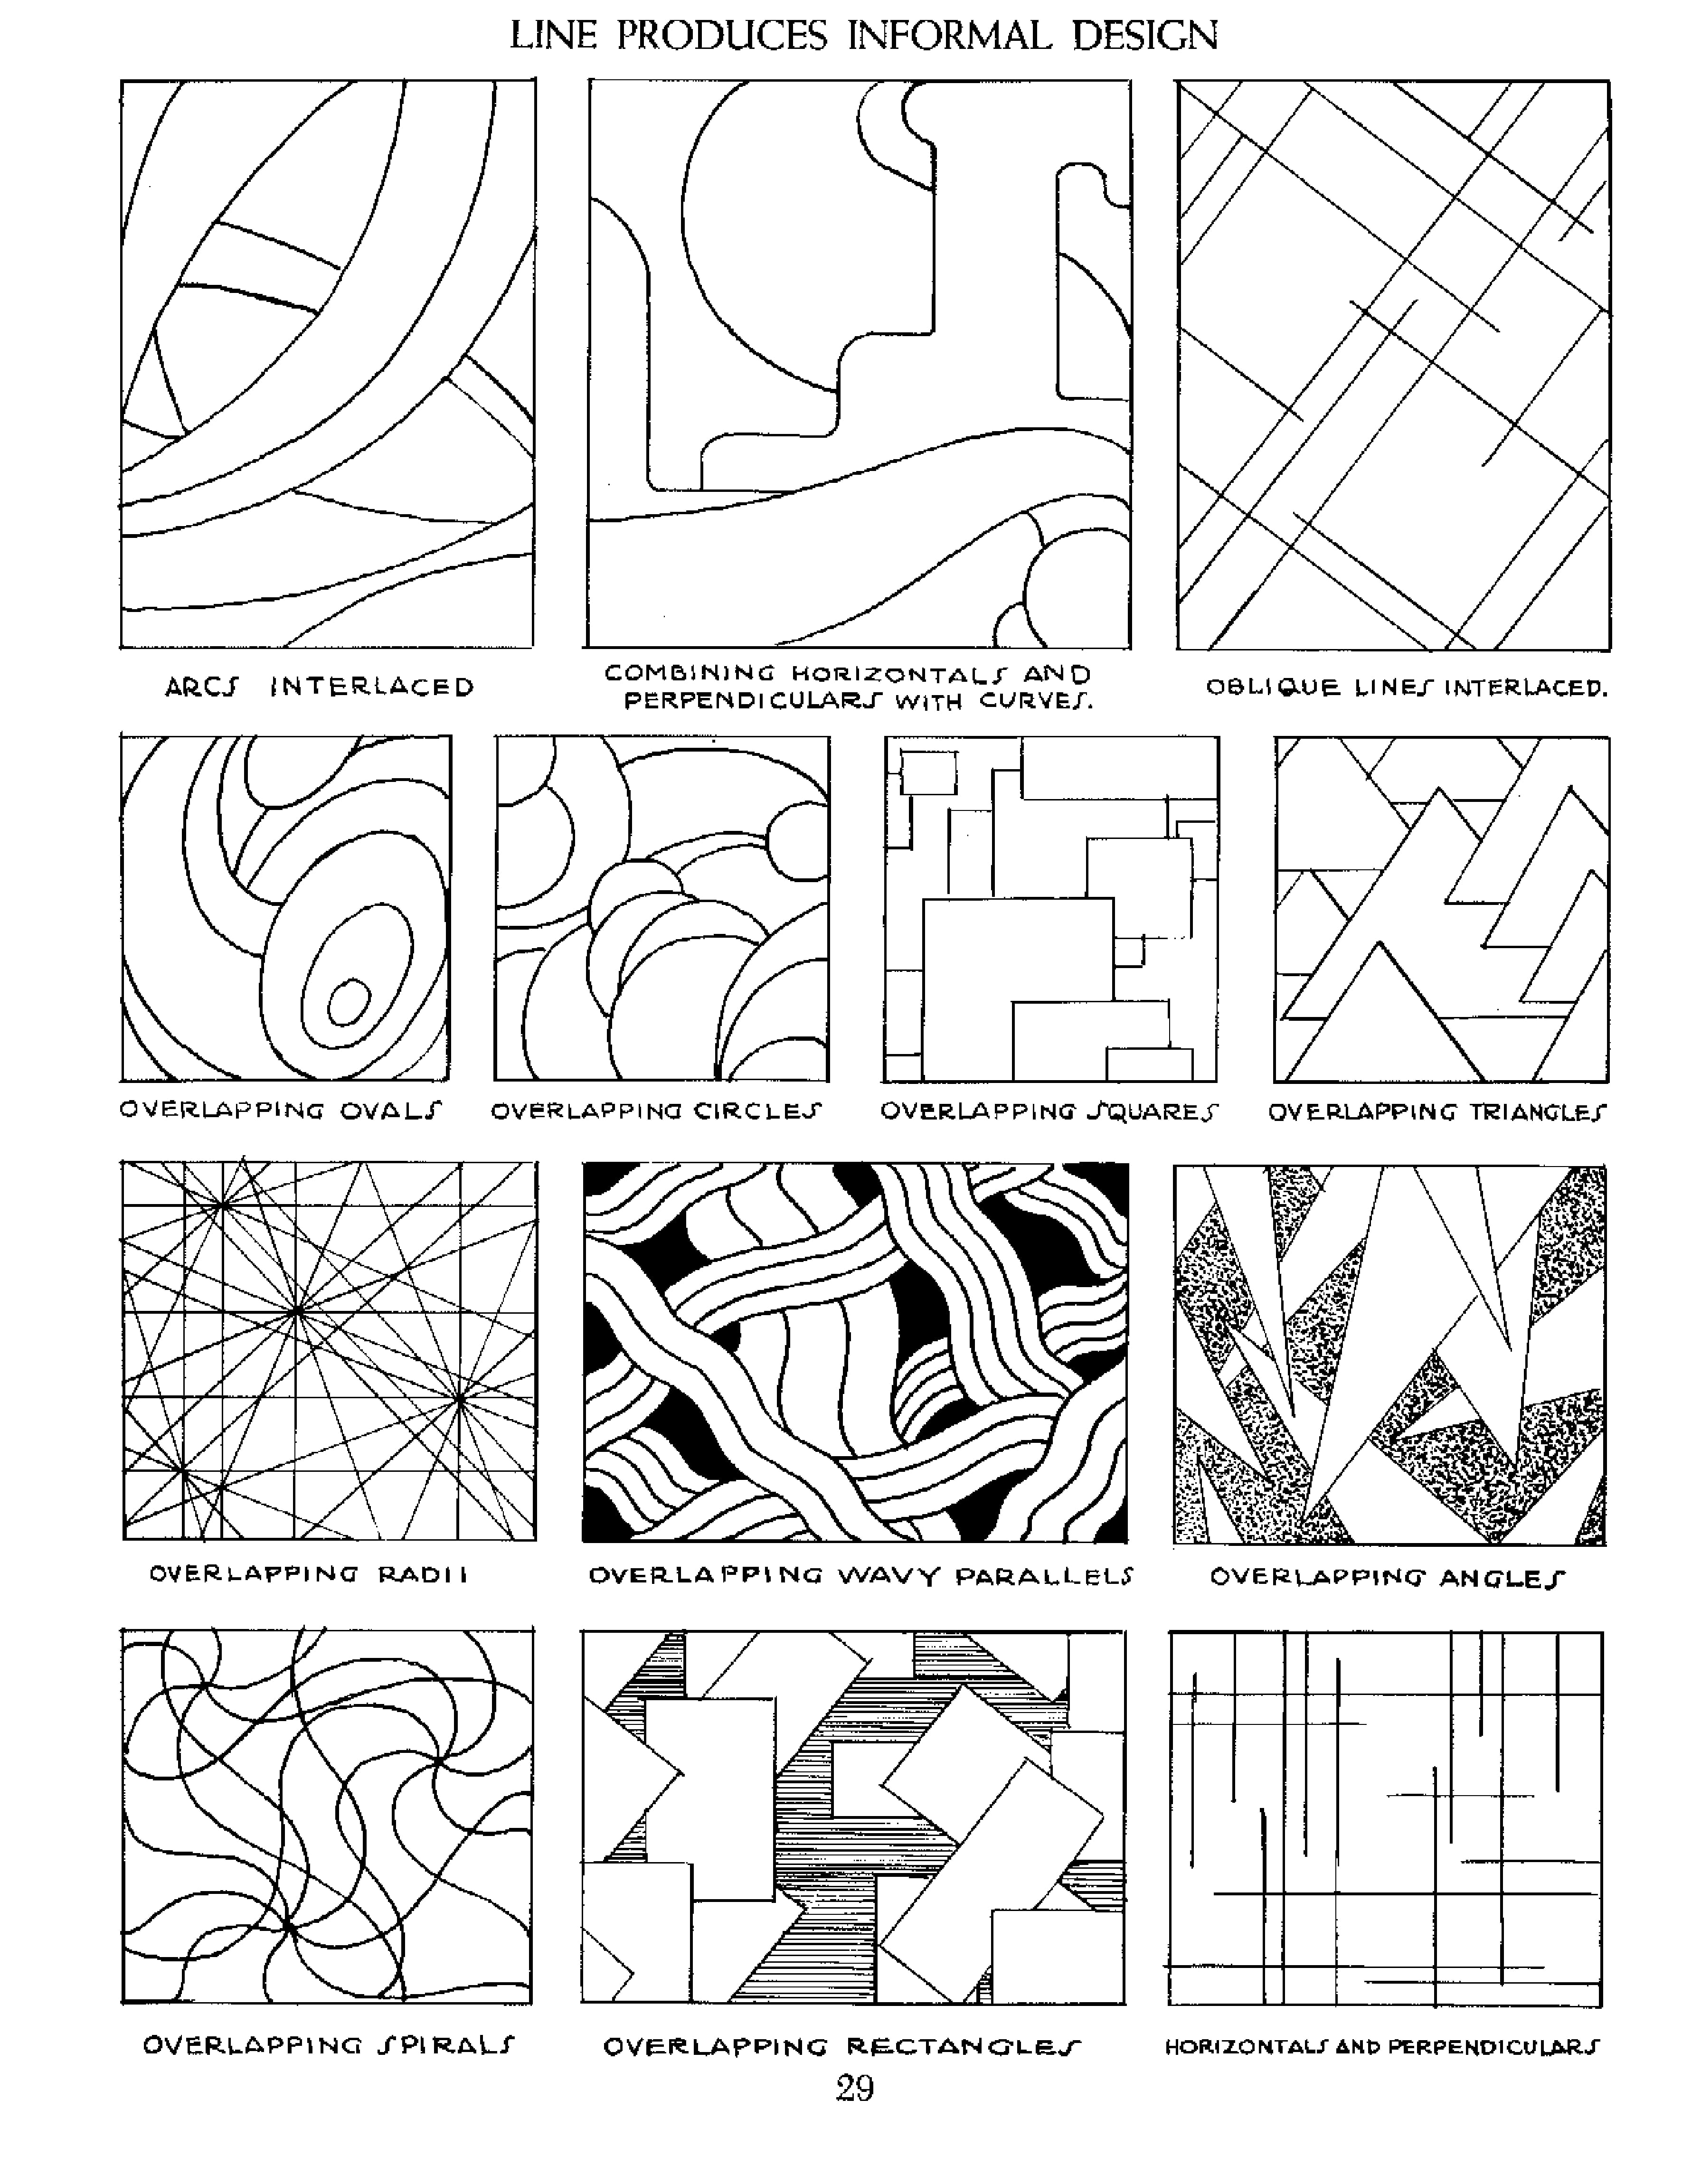 LINE PRODUCES INFORMAL DESIGN
ARCS INTERLACED
COMBINING HORIZONTALS AND
PERPENDICULARS WITH CURVES.
OBLIQUE LINES INTERLACED.
OVERLAPPING OVALS
OVERLAPPING CIRCLES
OVERLAPPING SQUARES
OVERLAPPING TRIANGLES
OVERLAPPING RADII
OVERLAPPING WAVY PARALLELS
OVERLAPPING ANGLES
OVERLAPPING SPIRALS
OVERLAPPING RECTANGLES
HORIZONTALS AND PERPENDICULARS
29